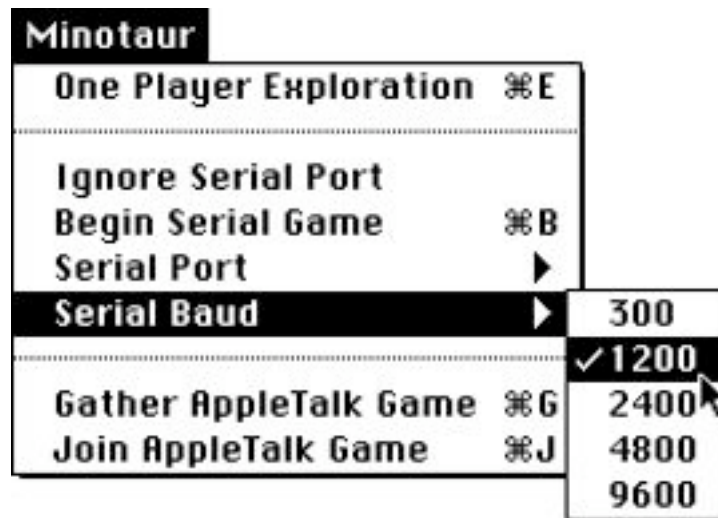 Minotaur
One Player Exploration ⌘E
Ignore Serial Port
Begin Serial Game ⌘B
Serial Port ▶
Serial Baud ▶
300
✓1200
2400
4800
9600
Gather AppleTalk Game ⌘G
Join AppleTalk Game ⌘J